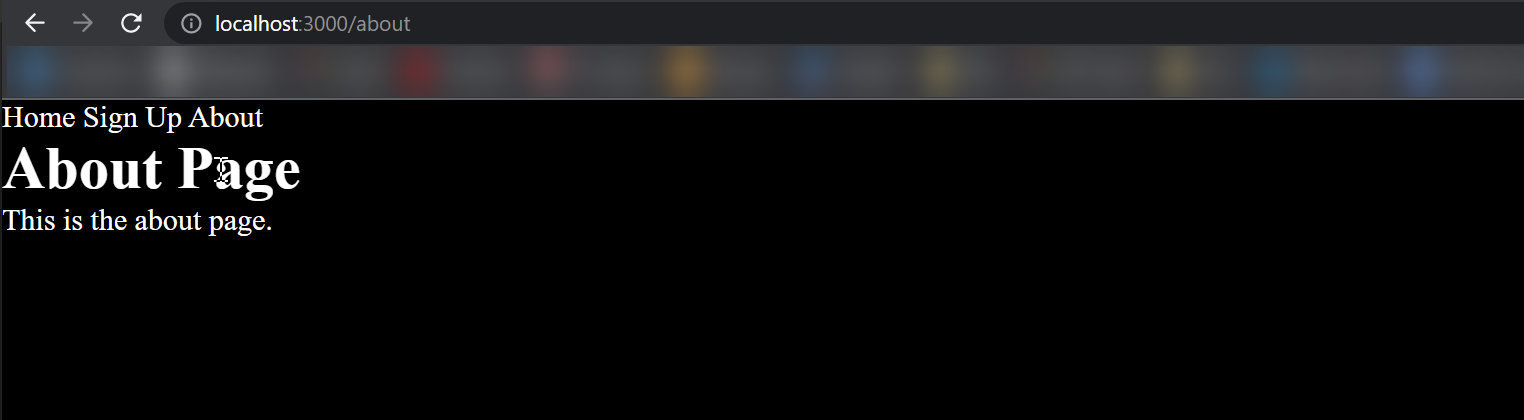 localhost:3000/about
Home Sign Up About
About Page
This is the about page.